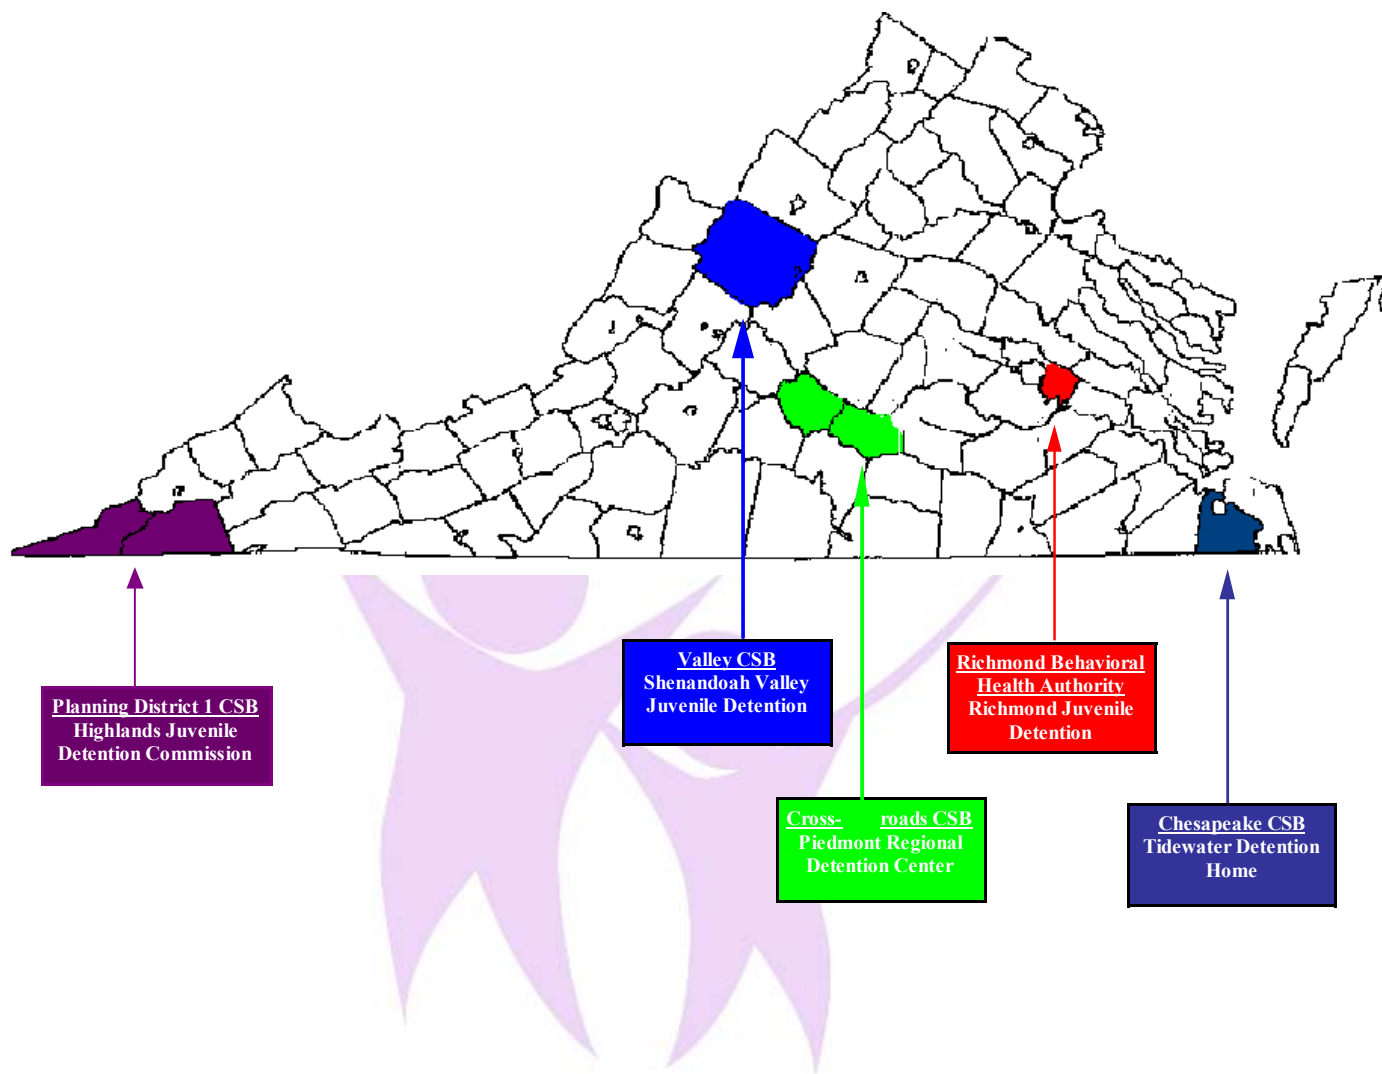 Valley CSB
Shenandoah Valley
Juvenile Detention
Richmond Behavioral
Health Authority
Richmond Juvenile
Detention
Planning District 1 CSB
Highlands Juvenile
Detention Commission
Cross- roads CSB
Piedmont Regional
Detention Center
Chesapeake CSB
Tidewater Detention
Home